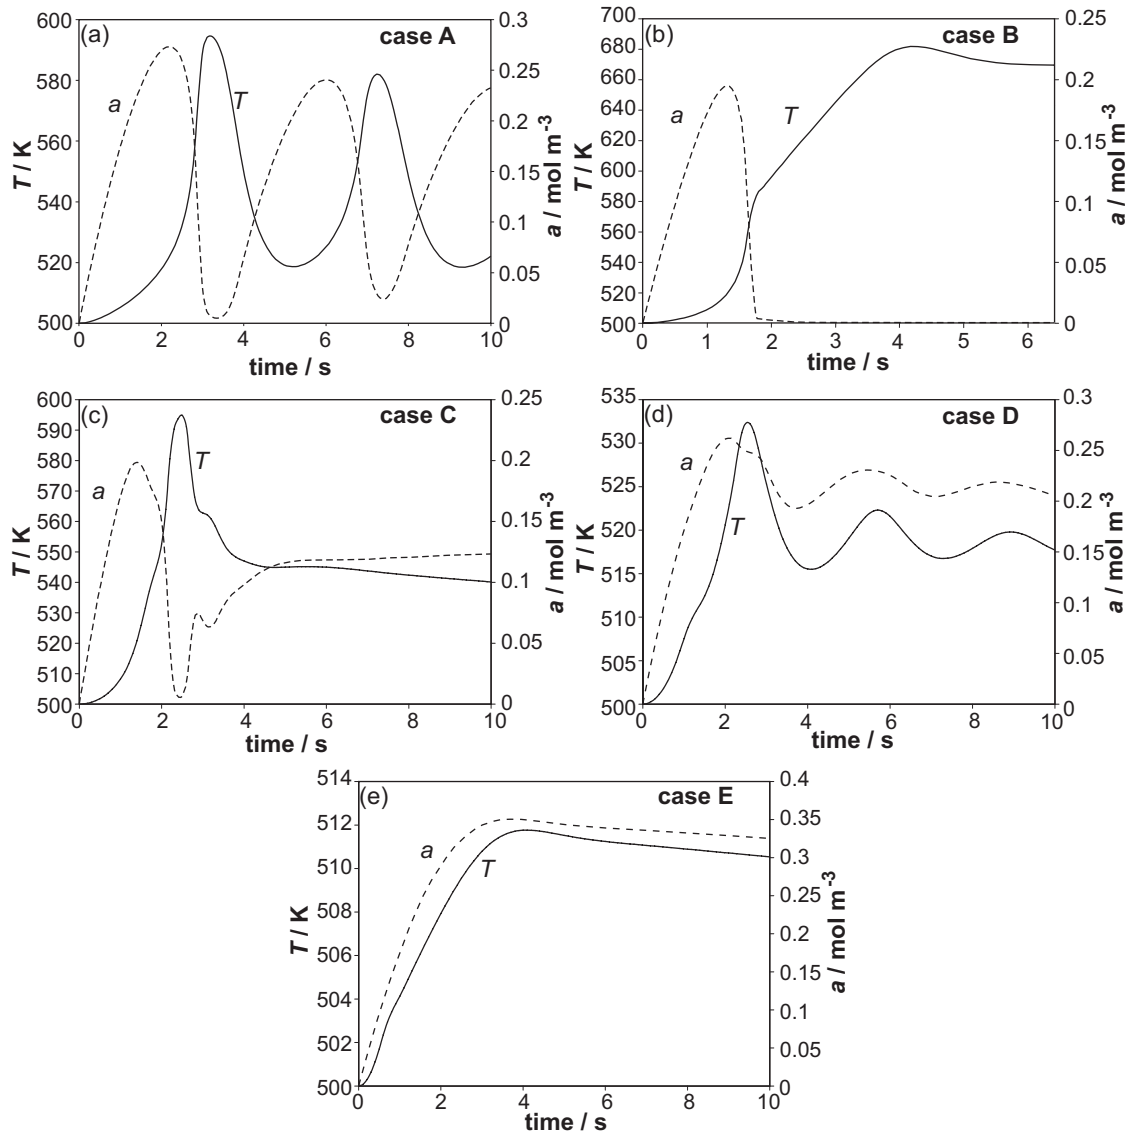 (a) case A
600
580
560
540
520
500
T / K
0.3
0.25
0.2
0.15
0.1
0.05
0
a / mol m-3
a
T
0 2 4 6 8 10
time / s
(b) case B
700
680
660
640
620
600
580
560
540
520
500
T / K
0.25
0.2
0.15
0.1
0.05
0
a / mol m-3
a
T
0 1 2 3 4 5 6
time / s
(c) case C
600
590
580
570
560
550
540
530
520
510
500
T / K
0.25
0.2
0.15
0.1
0.05
0
a / mol m-3
a
T
0 2 4 6 8 10
time / s
(d) case D
535
530
525
520
515
510
505
500
T / K
0.3
0.25
0.2
0.15
0.1
0.05
0
a / mol m-3
a
T
0 2 4 6 8 10
time / s
(e) case E
514
512
510
508
506
504
502
500
T / K
0.4
0.35
0.3
0.25
0.2
0.15
0.1
0.05
0
a / mol m-3
a
T
0 2 4 6 8 10
time / s